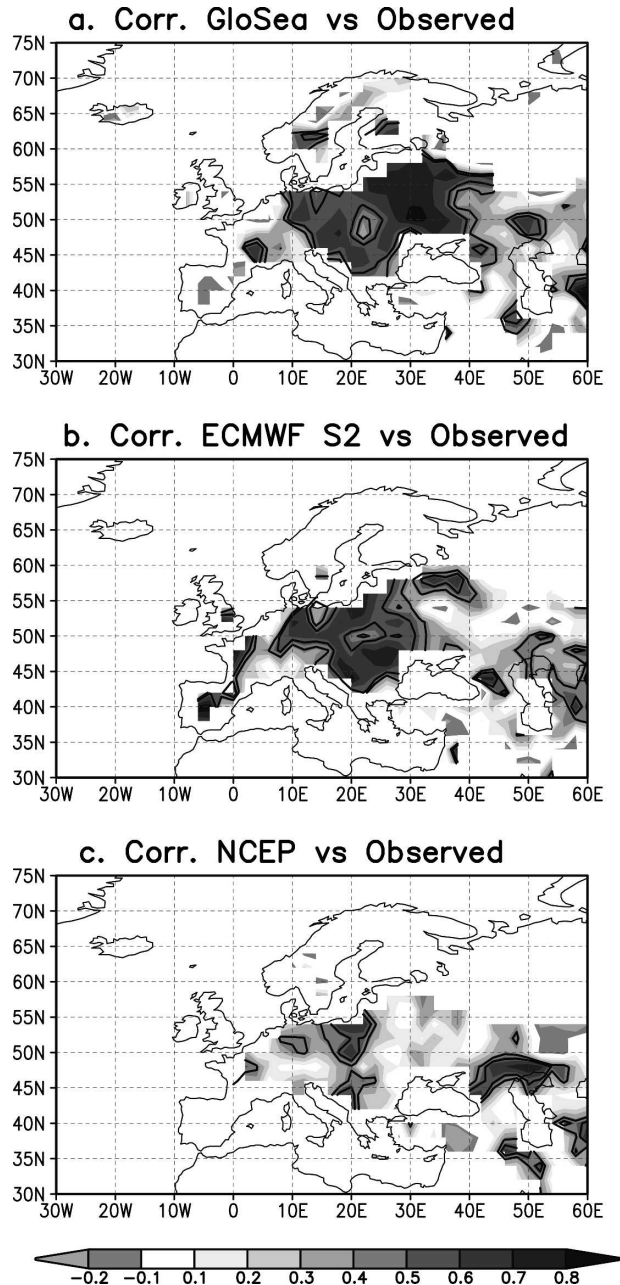 a. Corr. GloSea vs Observed
75N
70N
65N
60N
55N
50N
45N
40N
35N
30N
30W 20W 10W 0 10E 20E 30E 40E 50E 60E
b. Corr. ECMWF S2 vs Observed
75N
70N
65N
60N
55N
50N
45N
40N
35N
30N
30W 20W 10W 0 10E 20E 30E 40E 50E 60E
c. Corr. NCEP vs Observed
75N
70N
65N
60N
55N
50N
45N
40N
35N
30N
30W 20W 10W 0 10E 20E 30E 40E 50E 60E
−0.2 −0.1 0.1 0.2 0.3 0.4 0.5 0.6 0.7 0.8